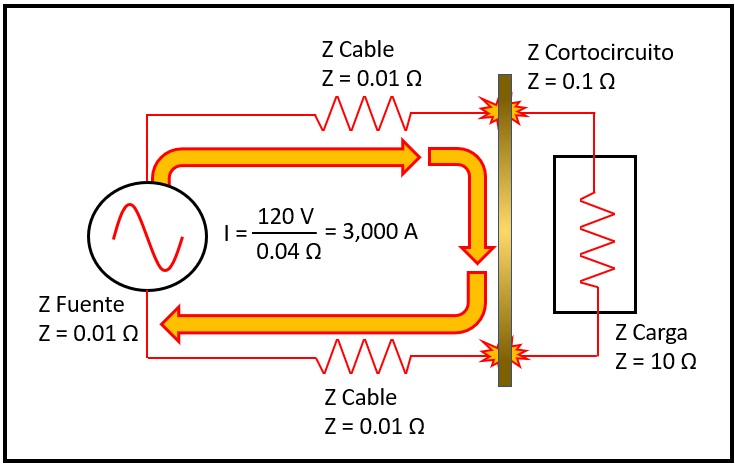 Z Cable
Z = 0.01 Ω
Z Cortocircuito
Z = 0.1 Ω
I = 120 V / 0.04 Ω = 3,000 A
Z Fuente
Z = 0.01 Ω
Z Carga
Z = 10 Ω
Z Cable
Z = 0.01 Ω